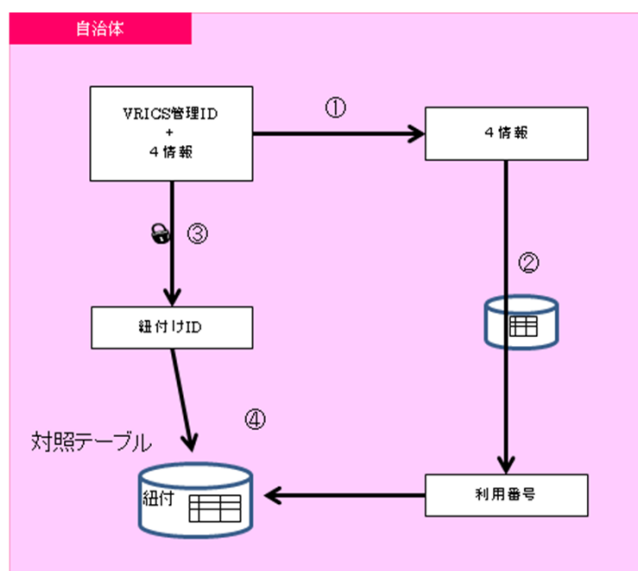 自治体
VRICS管理ID
+
4情報
①
4情報
③
②
紐付けID
④
対照テーブル
紐付
利用番号